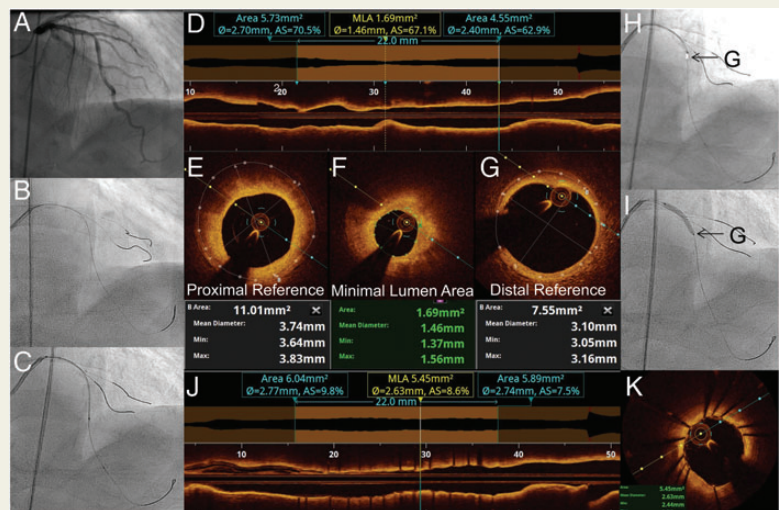 A
B
C
D
Area 5.73mm²
Ø=2.70mm, AS=70.5%
MLA 1.69mm²
Ø=1.46mm, AS=67.1%
Area 4.55mm²
Ø=2.40mm, AS=62.9%
22.0 mm
10 20 30 40 50
E
F
G
Proximal Reference
Minimal Lumen Area
Distal Reference
B Area: 11.01mm²
Mean Diameter: 3.74mm
Min: 3.64mm
Max: 3.83mm
Area: 1.69mm²
Mean Diameter: 1.46mm
Min: 1.37mm
Max: 1.56mm
B Area: 7.55mm²
Mean Diameter: 3.10mm
Min: 3.05mm
Max: 3.16mm
H
G
I
G
J
Area 6.04mm²
Ø=2.77mm, AS=9.8%
MLA 5.45mm²
Ø=2.63mm, AS=8.6%
Area 5.89mm²
Ø=2.74mm, AS=7.5%
22.0 mm
10 20 30 40 50
K
Area: 5.45mm²
Mean Diameter: 2.63mm
Min: 2.44mm